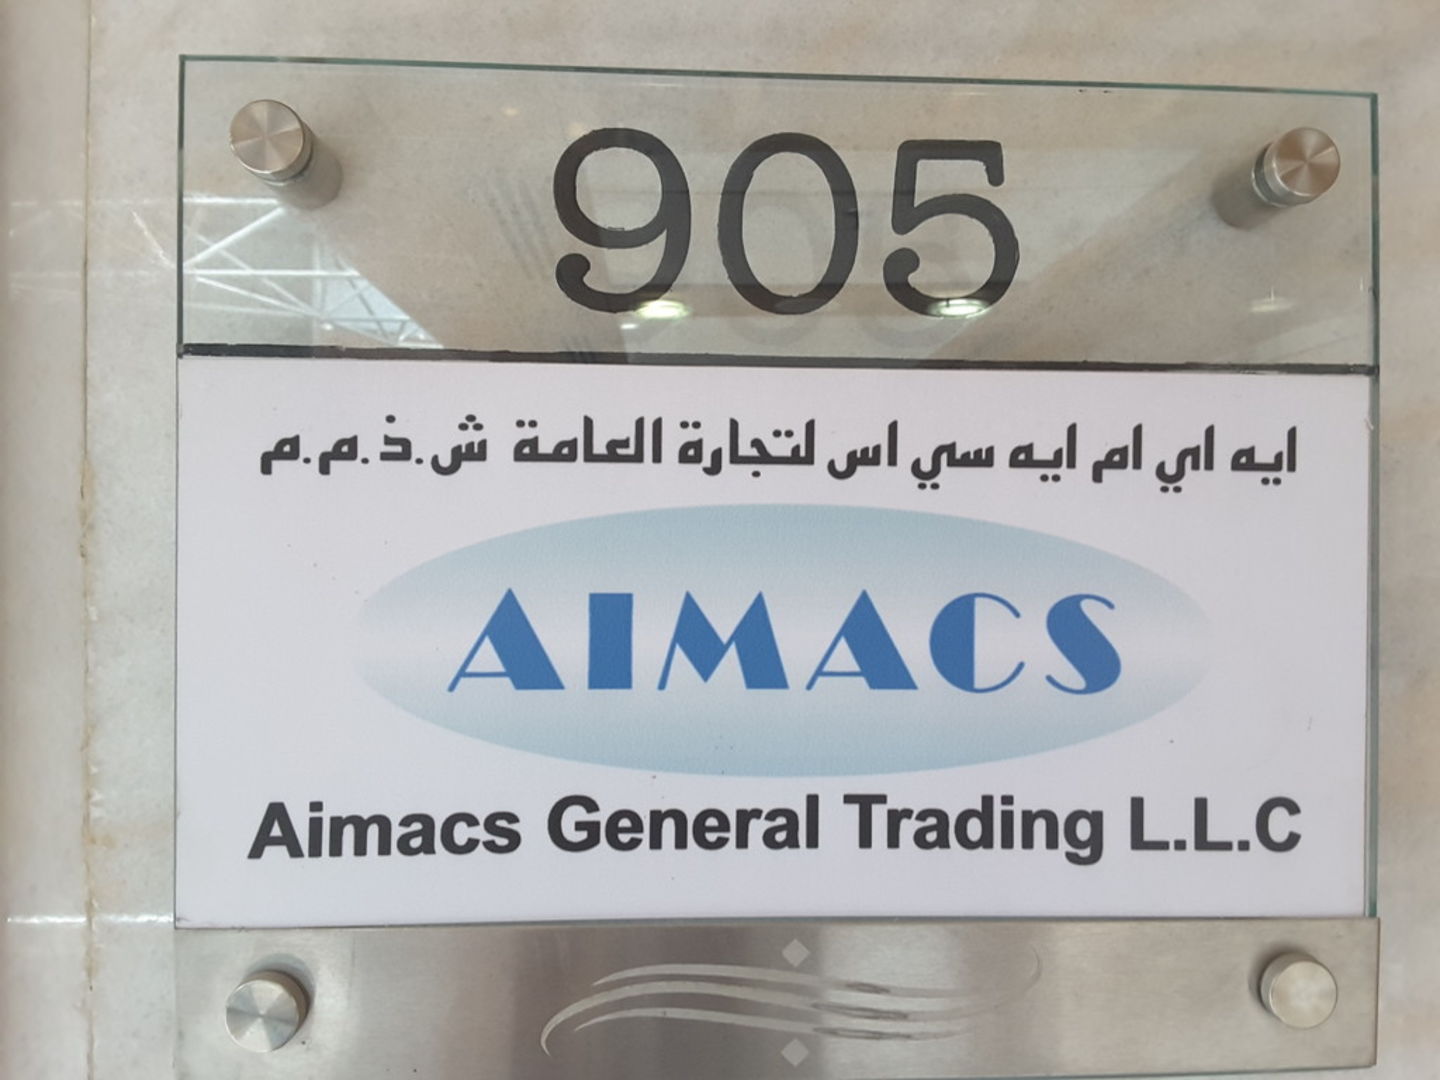 905
ايه اي ام ايه سي اس لتجارة العامة ش.ذ.م.م
AIMACS
Aimacs General Trading L.L.C